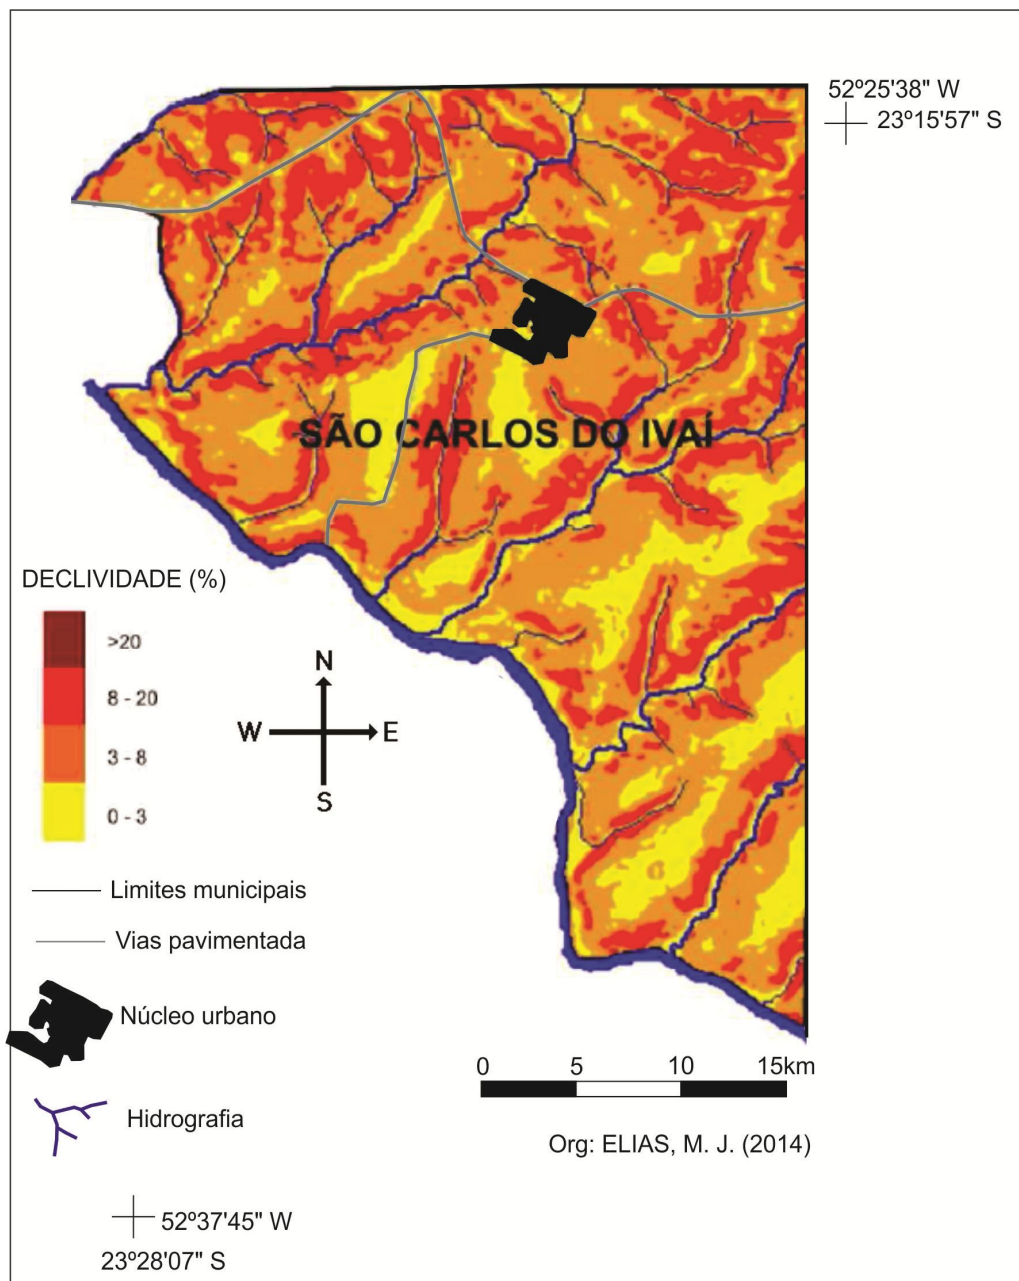 52º25'38" W
23º15'57" S
SÃO CARLOS DO IVAÍ
DECLIVIDADE (%)
>20
8 - 20
3 - 8
0 - 3
N
W E
S
Limites municipais
Vias pavimentada
Núcleo urbano
Hidrografia
0 5 10 15km
Org: ELIAS, M. J. (2014)
52º37'45" W
23º28'07" S